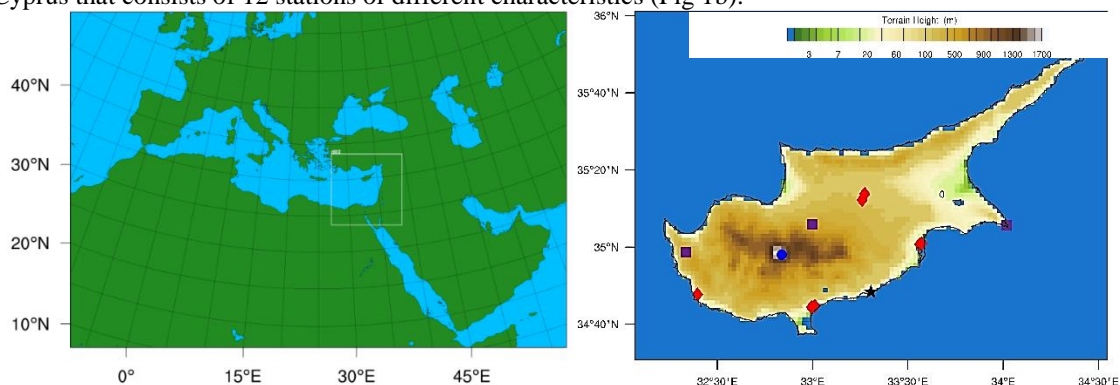 Cyprus that consists of 12 stations of different characteristics (Fig 1b).
Terrain Height (m)
3 7 20 60 100 500 900 1300 1700
40°N
30°N
20°N
10°N
0° 15°E 30°E 45°E
36°N
35°40'N
35°20'N
35°N
34°40'N
32°30'E 33°E 33°30'E 34°E 34°30'E